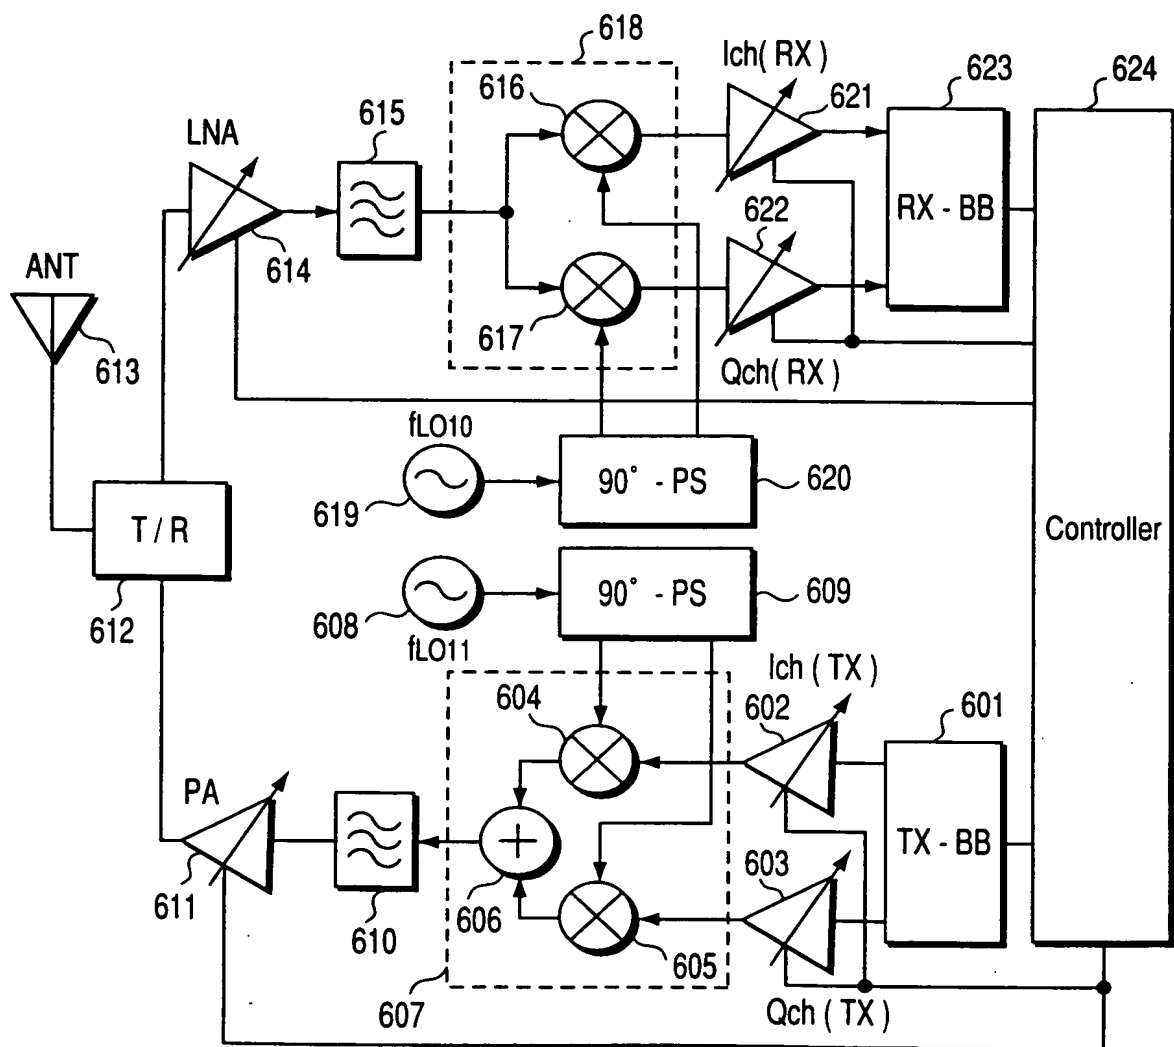 618
Ich ( RX )
623
624
616
621
615
LNA
RX - BB
622
614
ANT
617
613
Qch ( RX )
fLO10
90° - PS
620
619
T / R
Controller
90° - PS
609
612
608
fLO11
Ich ( TX )
604
602
601
PA
+
TX - BB
603
611
606
610
605
607
Qch ( TX )